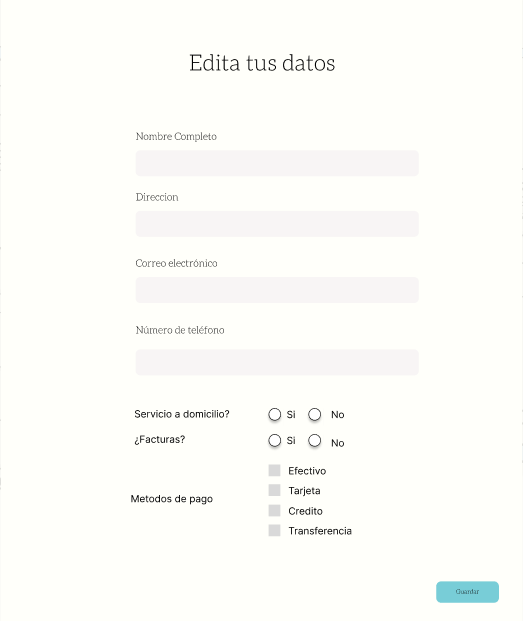 Edita tus datos
Nombre Completo
Direccion
Correo electrónico
Número de teléfono
Servicio a domicilio? Si No
¿Facturas? Si No
Efectivo
Tarjeta
Metodos de pago
Credito
Transferencia
Guardar